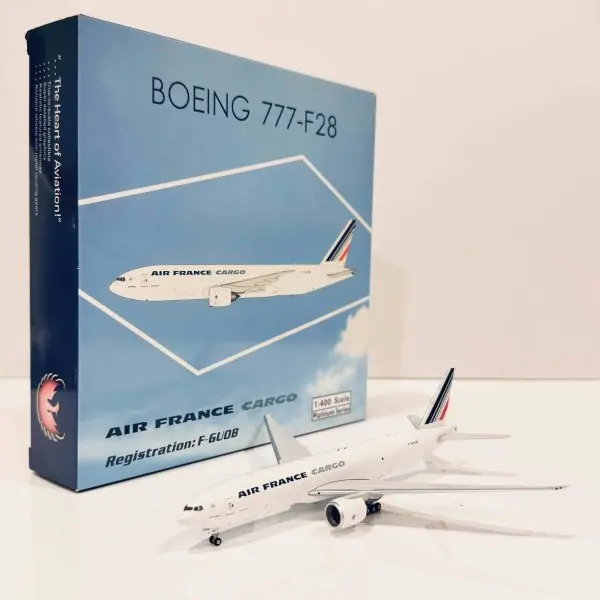 "...The Heart of Aviation!"
BOEING 777-F28
AIR FRANCE CARGO
AIR FRANCE CARGO
1:400 Scale
Platinum Series
Registration: F-GUOB
AIR FRANCE CARGO